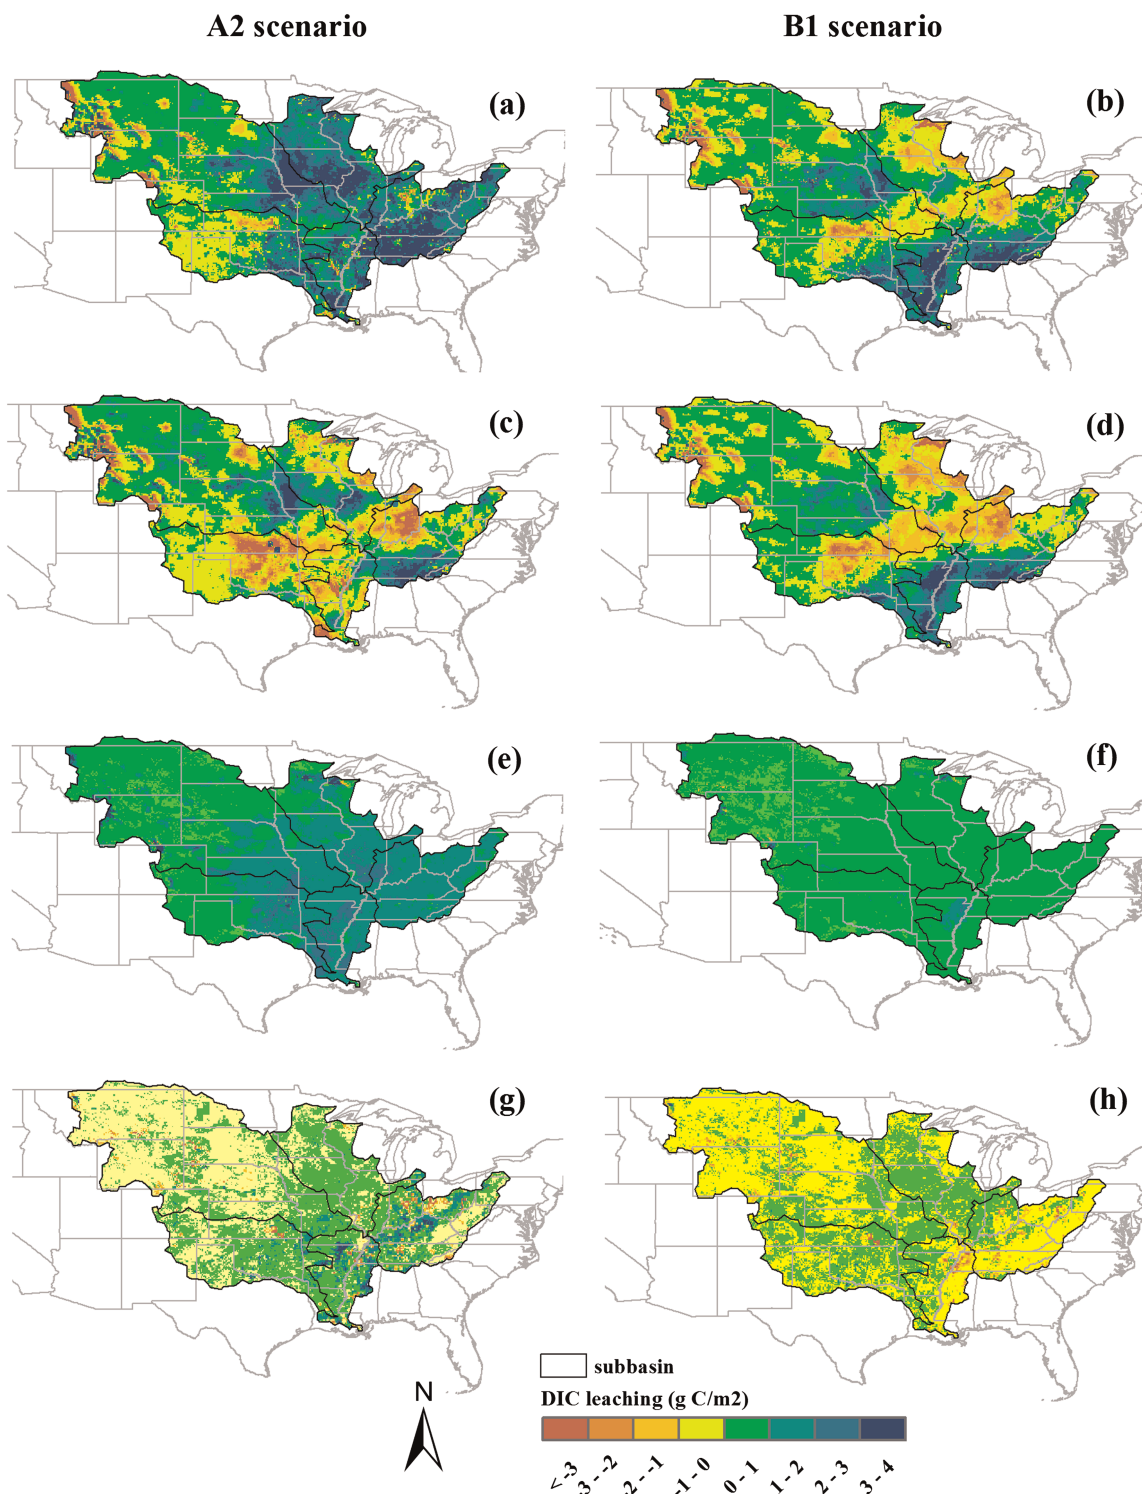 A2 scenario
B1 scenario
(a)
(b)
(c)
(d)
(e)
(f)
(g)
(h)
N
subbasin
DIC leaching (g C/m2)
< -3
-3 - -2
-2 - -1
-1 - 0
0 - 1
1 - 2
2 - 3
3 - 4